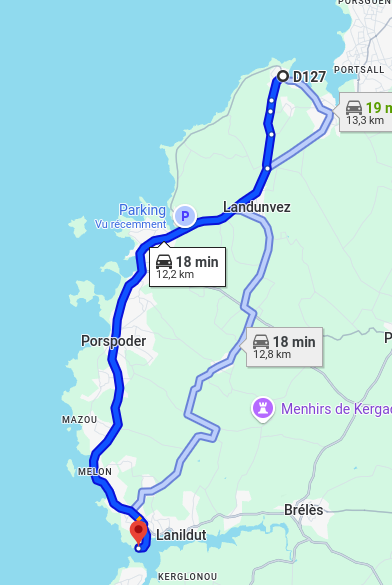 PORSGUEN
PORTSALL
D127
19 m
13,3 km
Landunvez
Parking
Vu récemment
P
18 min
12,2 km
18 min
12,8 km
Porspoder
P
Menhirs de Kergad
MAZOU
MELON
Brélès
Lanildut
KERGLONOU